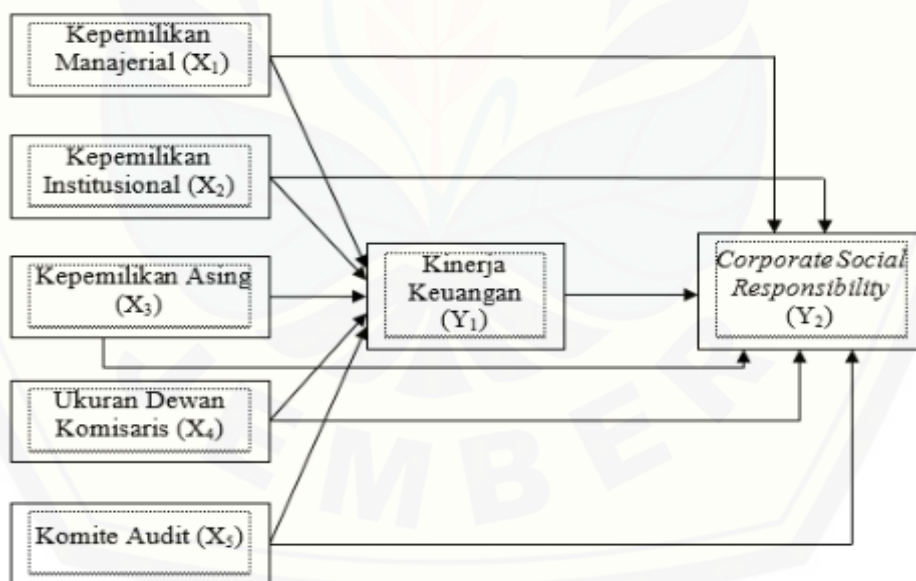 Kepemilikan
Manajerial (X₁)
Kepemilikan
Institusional (X₂)
Kepemilikan Asing
(X₃)
Ukuran Dewan
Komisaris (X₄)
Komite Audit (X₅)
Kinerja
Keuangan
(Y₁)
Corporate Social
Responsibility
(Y₂)
JEMBER